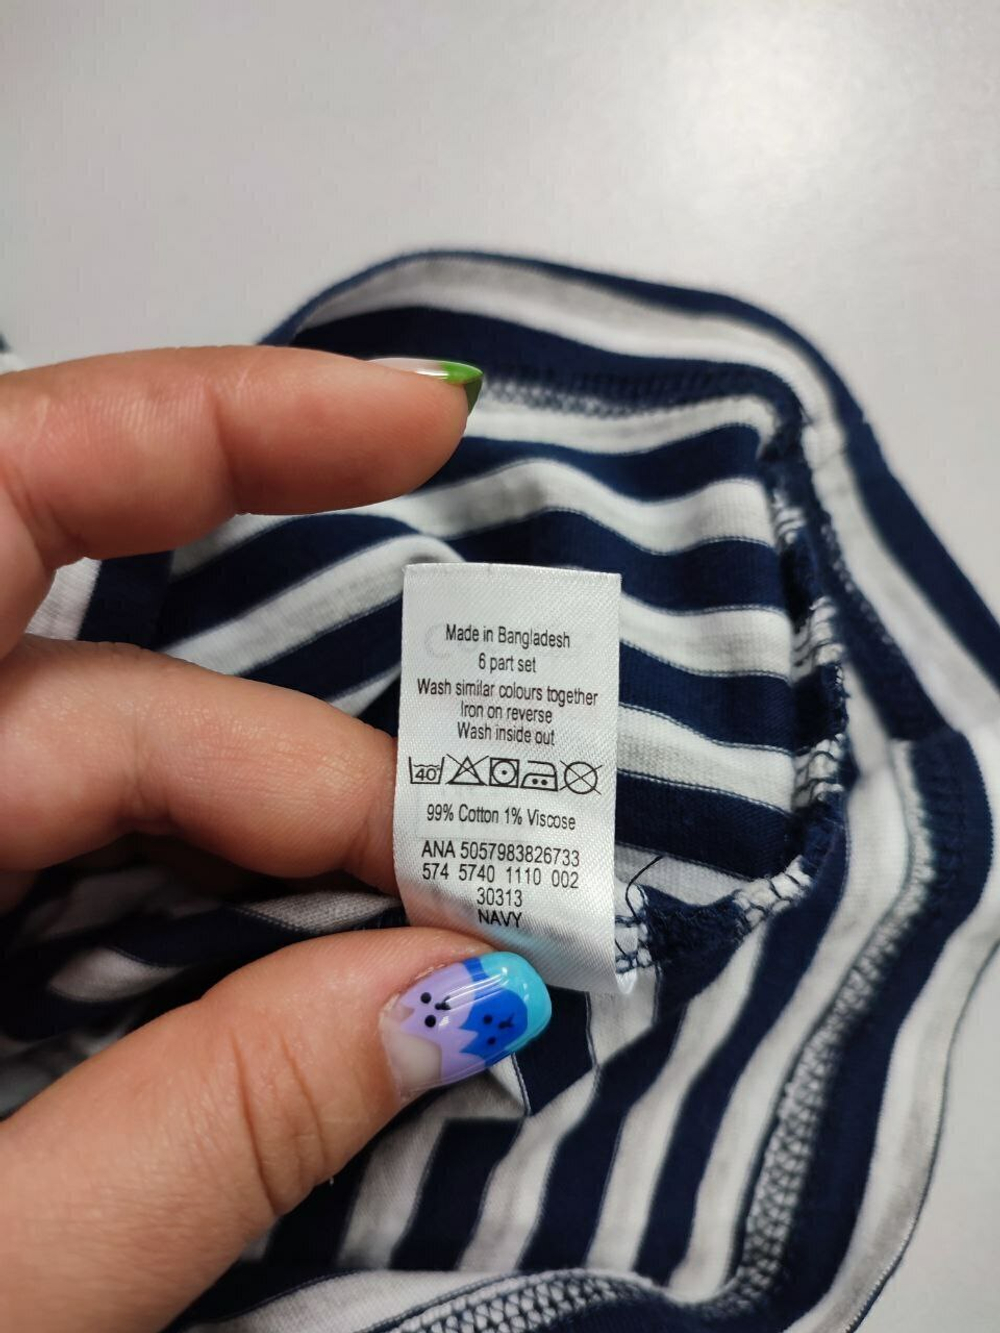 Made in Bangladesh
6 part set
Wash similar colours together
Iron on reverse
Wash inside out
40
99% Cotton 1% Viscose
ANA 5057983826733
574 5740 1110 002
30313
NAVY